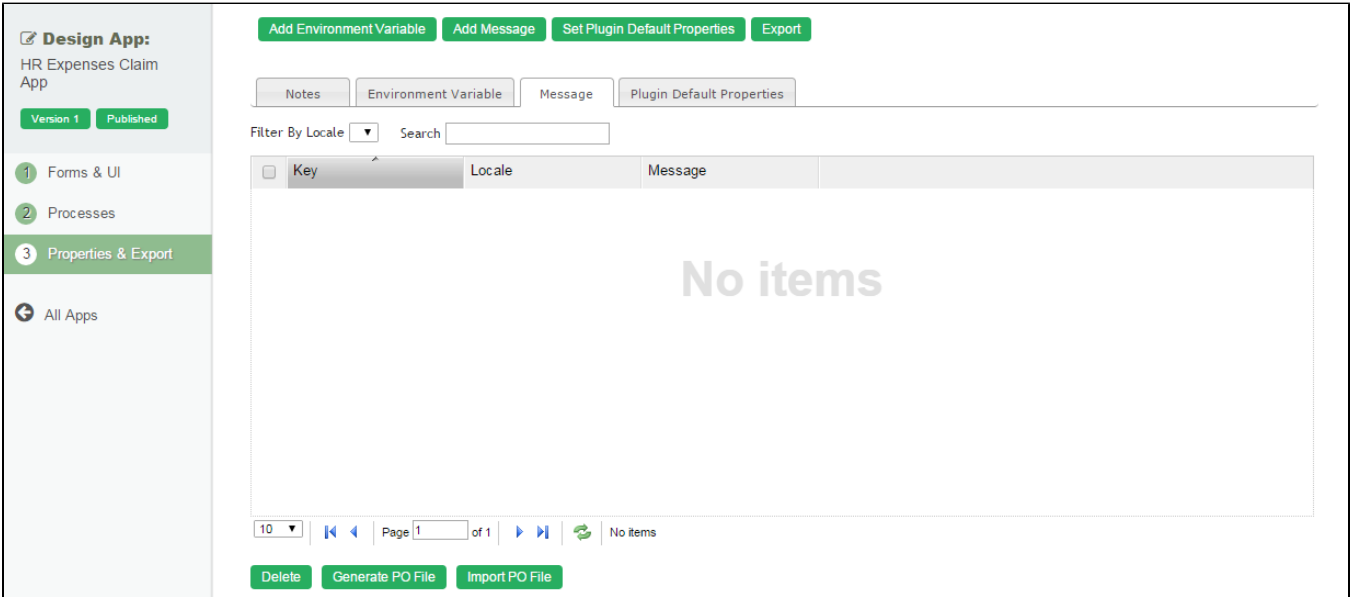 Design App:
HR Expenses Claim
App
Version 1 Published
1 Forms & UI
2 Processes
3 Properties & Export
All Apps
Add Environment Variable Add Message Set Plugin Default Properties Export
Notes Environment Variable Message Plugin Default Properties
Filter By Locale Search
Key Locale Message
No items
10 Page 1 of 1 No items
Delete Generate PO File Import PO File